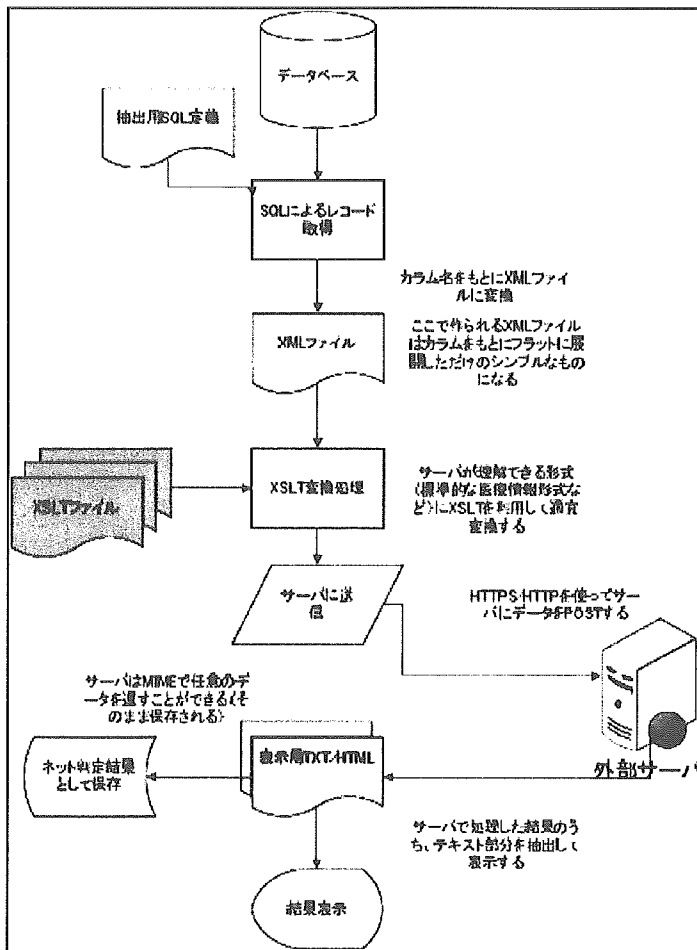 データベース
抽出用SQL定義
SQLによるレコード
取得
カラム名をもとにXMLファイ
ルに変換
XMLファイル
ここで作られるXMLファイル
はカラムをもとにフラットに展
開しただけのシンプルなもの
になる
XSLTファイル
XSLT変換処理
サーバが理解できる形式
(標準的な医療情報形式な
ど)にXSLTを利用して適宜
変換する
サーバに送
信
HTTPS/HTTPを使ってサー
バにデータをPOSTする
サーバはMIMEで任意のデー
タを返すことができる(そ
のまま保存される)
外部サーバ
ネット判定結果
として保存
表示用TXT/HTML
サーバで処理した結果のう
ち、テキスト部分を抽出して
表示する
結果表示